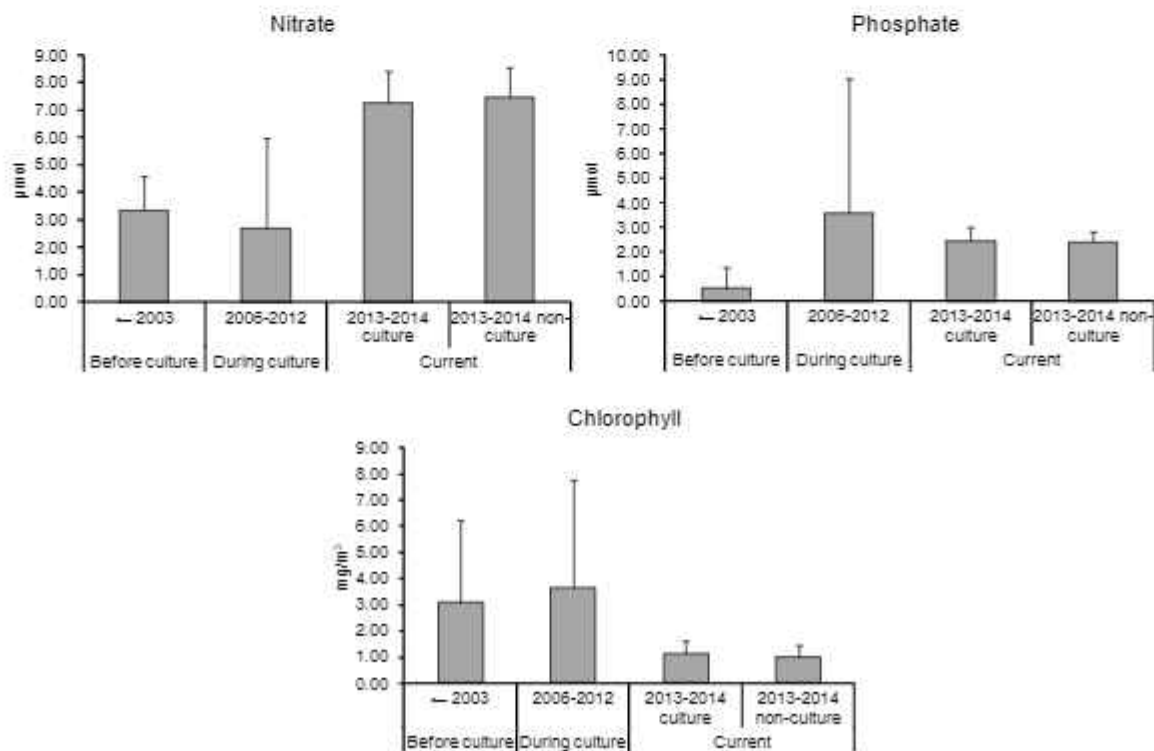 Nitrate
9.00
8.00
7.00
6.00
5.00
4.00
3.00
2.00
1.00
0.00
µmol
← 2003
2006-2012
2013-2014
culture
2013-2014 non-
culture
Before culture
During culture
Current
Phosphate
10.00
9.00
8.00
7.00
6.00
5.00
4.00
3.00
2.00
1.00
0.00
µmol
← 2003
2006-2012
2013-2014
culture
2013-2014 non-
culture
Before culture
During culture
Current
Chlorophyll
9.00
8.00
7.00
6.00
5.00
4.00
3.00
2.00
1.00
0.00
mg/m³
← 2003
2006-2012
2013-2014
culture
2013-2014
non-culture
Before culture
During culture
Current